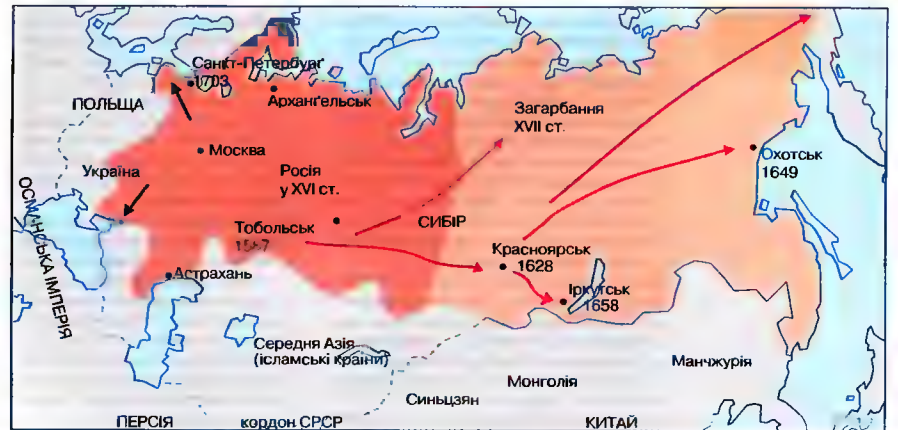 Санкт-Петербург
1703
ПОЛЬЩА
Архангельськ
Загарбання
XVII ст.
Москва
Охотськ
1649
Україна
Росія
у XVI ст.
ОСМАНСЬКА ІМПЕРІЯ
Тобольськ
1587
СИБІР
Красноярськ
1628
Астрахань
Іркутськ
1658
Середня Азія
(ісламські країни)
Манчжурія
Монголія
Синьцзян
ПЕРСІЯ
кордон СРСР
КИТАЙ